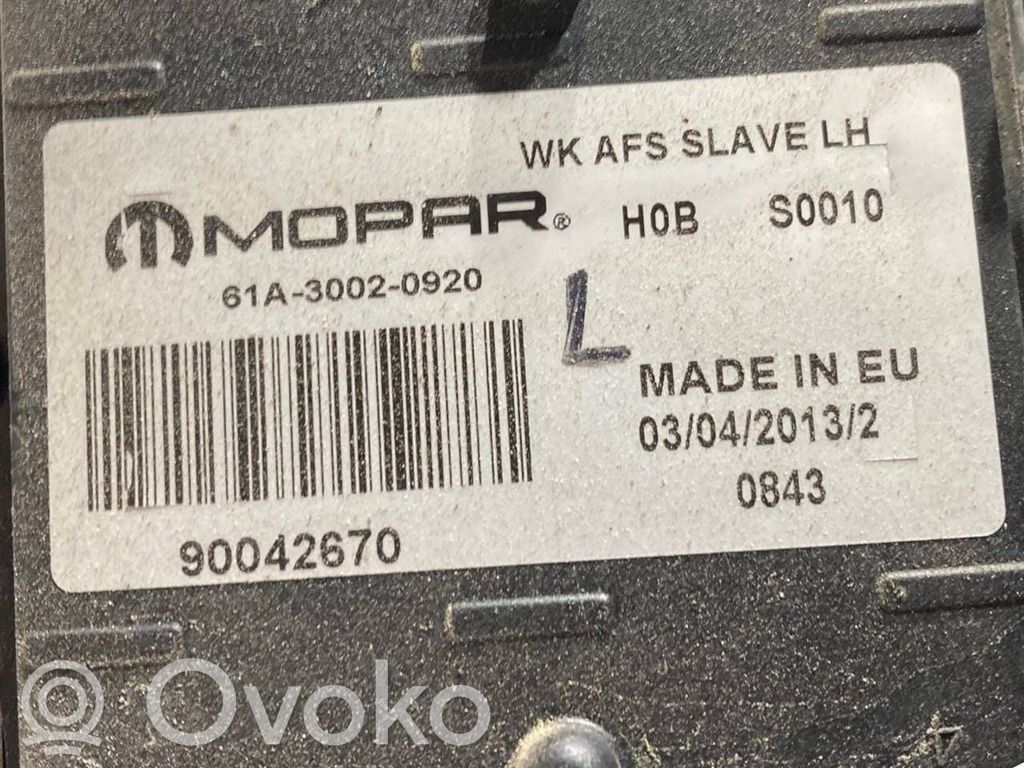 WK AFS SLAVE LH
MOPAR® H0B S0010
61A-3002-0920
L
MADE IN EU
03/04/2013/2
0843
90042670
Ovoko